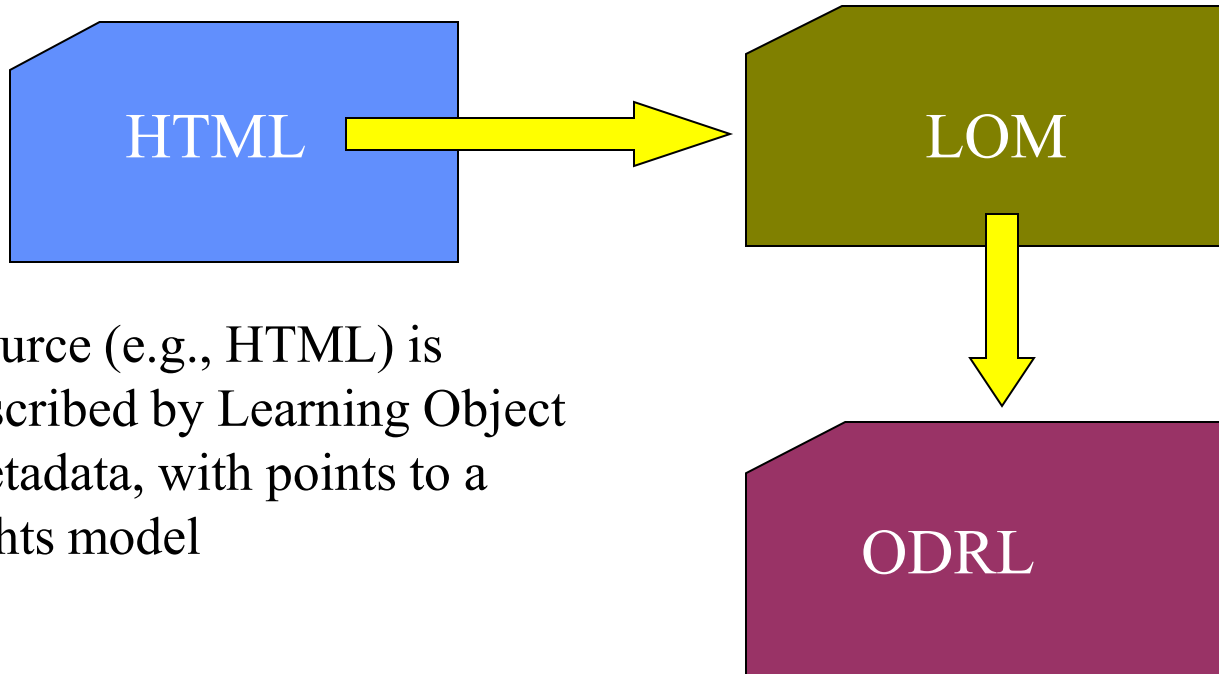 HTML
LOM
urce (e.g., HTML) is
scribed by Learning Object
etadata, with points to a
hts model
ODRL